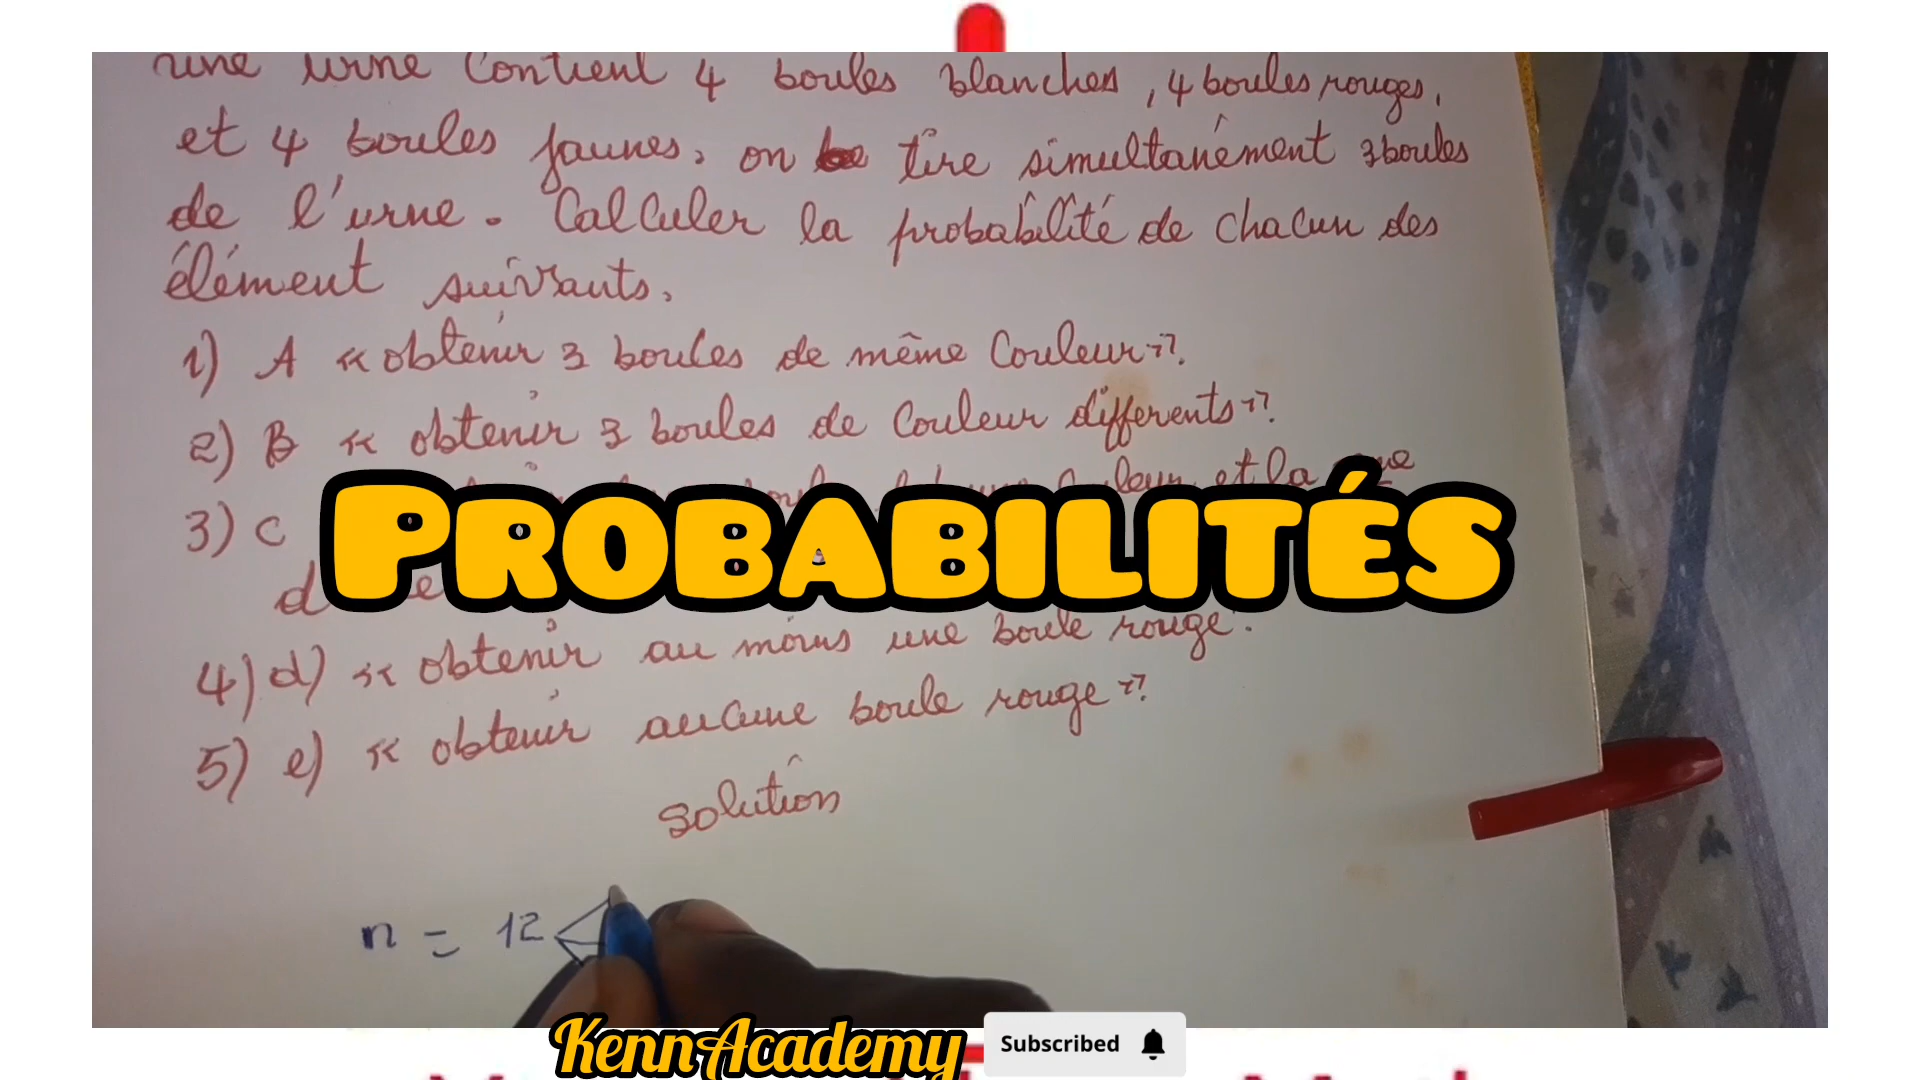 une urne Contient 4 boules blanches, 4 boules rouges,
et 4 boules jaunes, on tire simultanément 3 boules
de l'urne. Calculer la probabilité de chacun des
élément suivants.
1) A « obtenir 3 boules de même Couleur ».
2) B « obtenir 3 boules de Couleur differents ».
3) C et la
PROBABILITÉS
4) d) « obtenir au moins une boule rouge.
5) e) « obtenir aucune boule rouge ».
solution
n = 12
KennAcademy
Subscribed